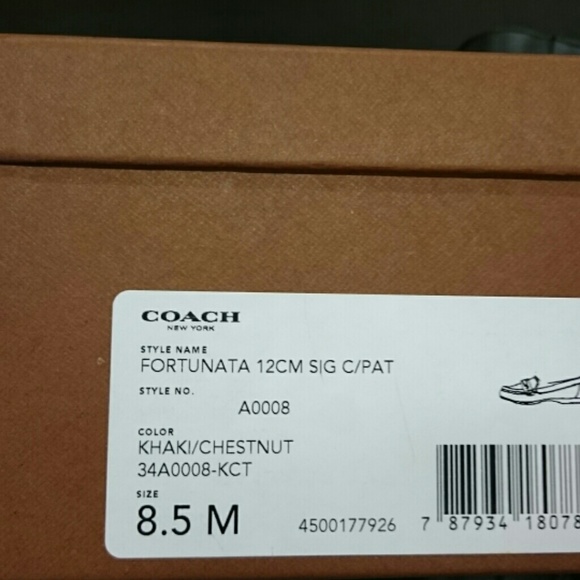 COACH
NEW YORK
STYLE NAME
FORTUNATA 12CM SIG C/PAT
STYLE NO.
A0008
COLOR
KHAKI/CHESTNUT
34A0008-KCT
SIZE
8.5 M
4500177926 7 87934 18078